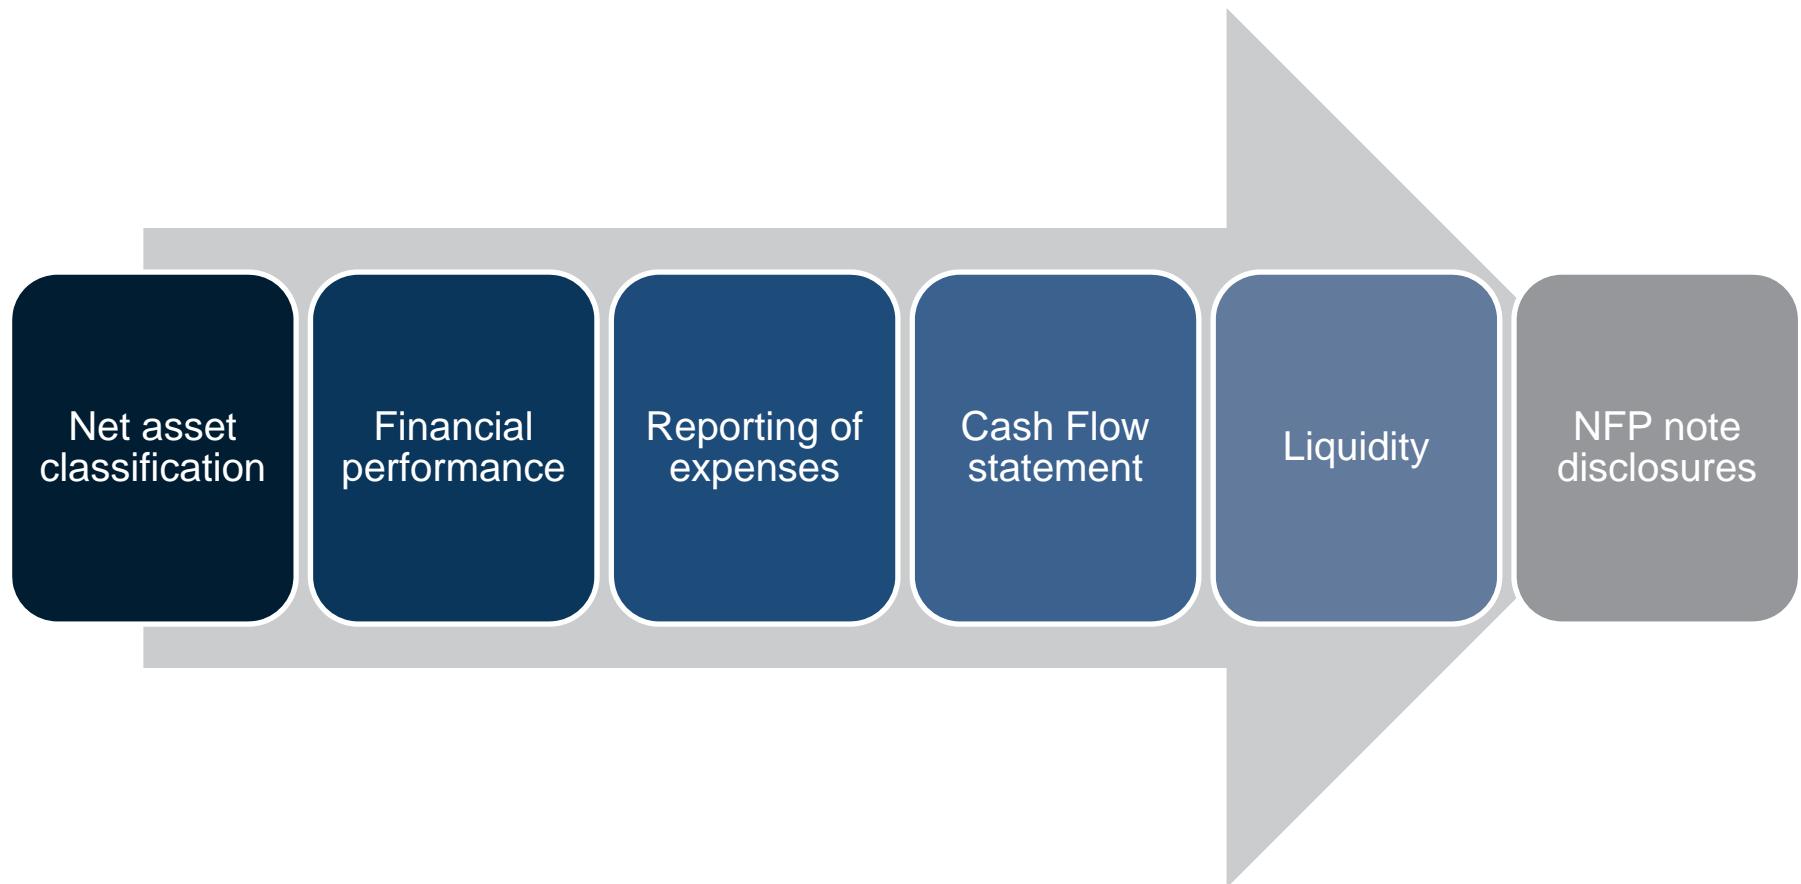 Net asset
classification
Financial
performance
Reporting of
expenses
Cash Flow
statement
Liquidity
NFP note
disclosures